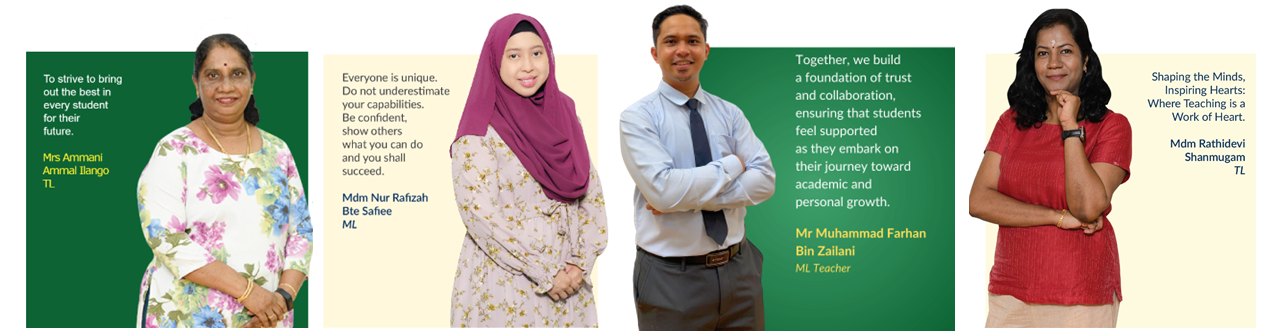 To strive to bring
out the best in
every student
for their
future.
Mrs Ammani
Ammal Ilango
TL
Everyone is unique.
Do not underestimate
your capabilities.
Be confident,
show others
what you can do
and you shall
succeed.
Mdm Nur Rafizah
Bte Safiee
ML
Together, we build
a foundation of trust
and collaboration,
ensuring that students
feel supported
as they embark on
their journey toward
academic and
personal growth.
Mr Muhammad Farhan
Bin Zailani
ML Teacher
Shaping the Minds,
Inspiring Hearts:
Where Teaching is a
Work of Heart.
Mdm Rathidevi
Shanmugam
TL